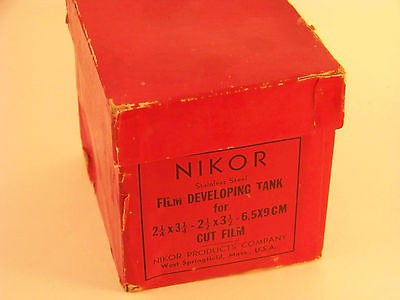 NIKOR
Stainless Steel
FILM DEVELOPING TANK
for
2¼ x 3¼ - 2½ x 3½ - 6.5X9 CM
CUT FILM
NIKOR PRODUCTS COMPANY
West Springfield, Mass., U.S.A.